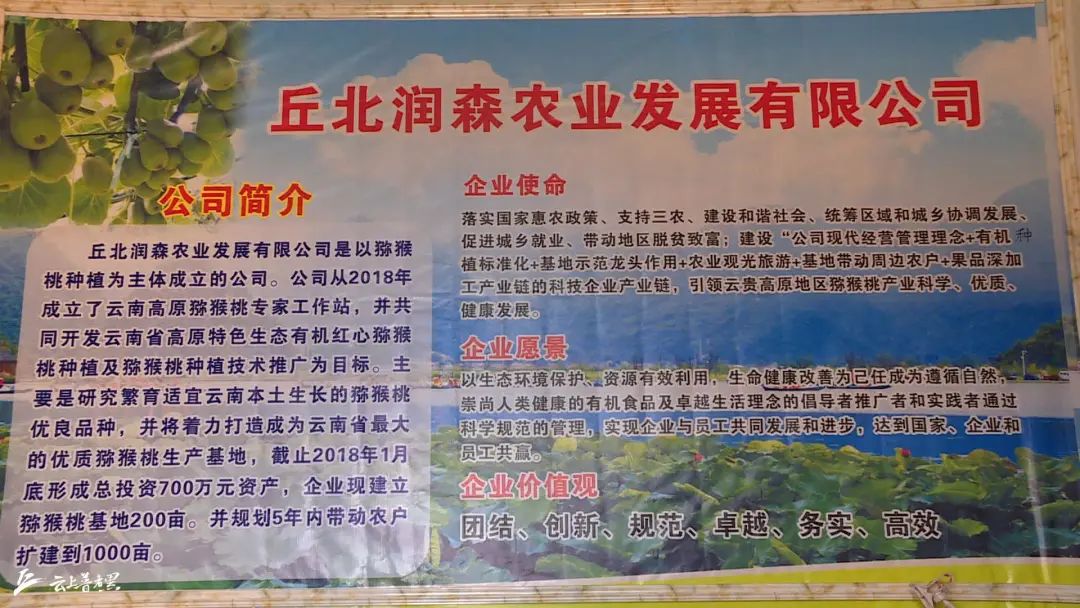 丘北润森农业发展有限公司
公司简介
丘北润森农业发展有限公司是以猕猴
桃种植为主体成立的公司。公司从2018年
成立了云南高原猕猴桃专家工作站，并共
同开发云南省高原特色生态有机红心猕猴
桃种植及猕猴桃种植技术推广为目标。主
要是研究繁育适宜云南本土生长的猕猴桃
优良品种，并将着力打造成为云南省最大
的优质猕猴桃生产基地，截止2018年1月
底形成总投资700万元资产，企业现建立
猕猴桃基地200亩。并规划5年内带动农户
扩建到1000亩。
企业使命
落实国家惠农政策、支持三农、建设和谐社会、统筹区域和城乡协调发展、
促进城乡就业、带动地区脱贫致富；建设“公司现代经营管理理念+有机种
植标准化+基地示范龙头作用+农业观光旅游+基地带动周边农户+果品深加
工产业链的科技企业产业链，引领云贵高原地区猕猴桃产业科学、优质、
健康发展。
企业愿景
以生态环境保护、资源有效利用，生命健康改善为己任成为遵循自然，
崇尚人类健康的有机食品及卓越生活理念的倡导者推广者和实践者通过
科学规范的管理，实现企业与员工共同发展和进步，达到国家、企业和
员工共赢。
企业价值观
团结、创新、规范、卓越、务实、高效
云上普者黑